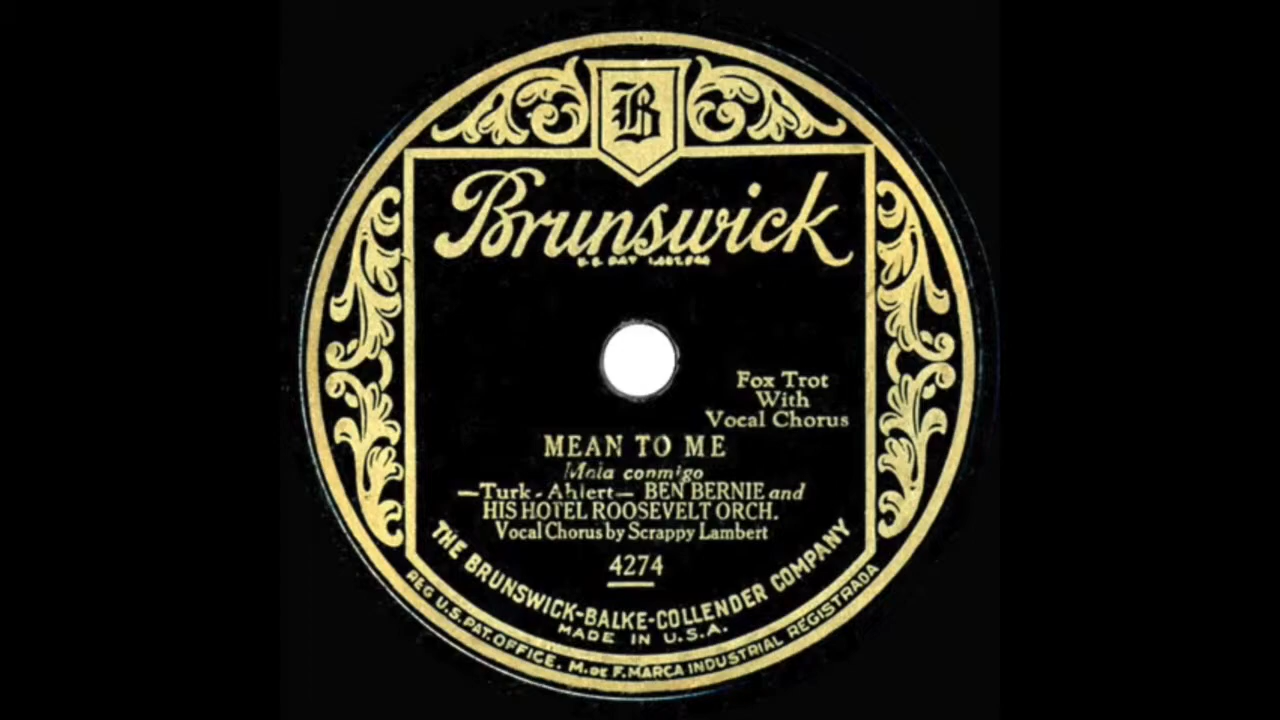 B
Brunswick
U.S. PAT
Fox Trot
With
Vocal Chorus
MEAN TO ME
Mala conmigo
—Turk - Ahlert— BEN BERNIE and
HIS HOTEL ROOSEVELT ORCH.
Vocal Chorus by Scrappy Lambert
4274
THE BRUNSWICK-BALKE-COLLENDER COMPANY
MADE IN U.S.A.
REG U.S. PAT. OFFICE. M. DE F. MARCA INDUSTRIAL REGISTRADA